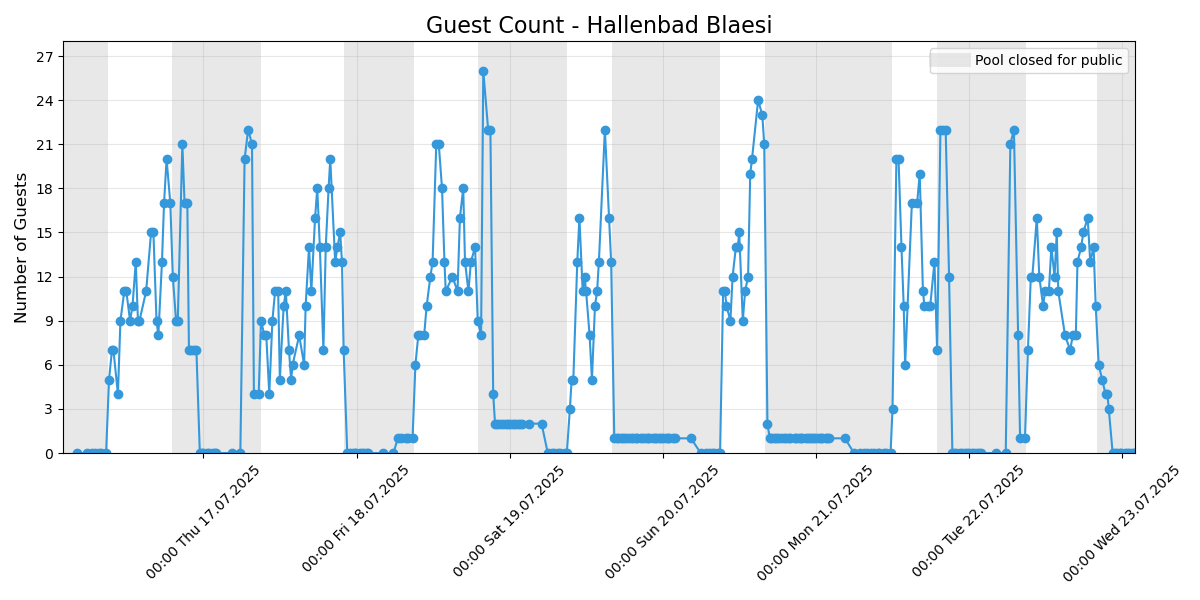 Guest Count - Hallenbad Blaesi
Pool closed for public
Number of Guests
27
24
21
18
15
12
9
6
3
0
00:00 Thu 17.07.2025
00:00 Fri 18.07.2025
00:00 Sat 19.07.2025
00:00 Sun 20.07.2025
00:00 Mon 21.07.2025
00:00 Tue 22.07.2025
00:00 Wed 23.07.2025